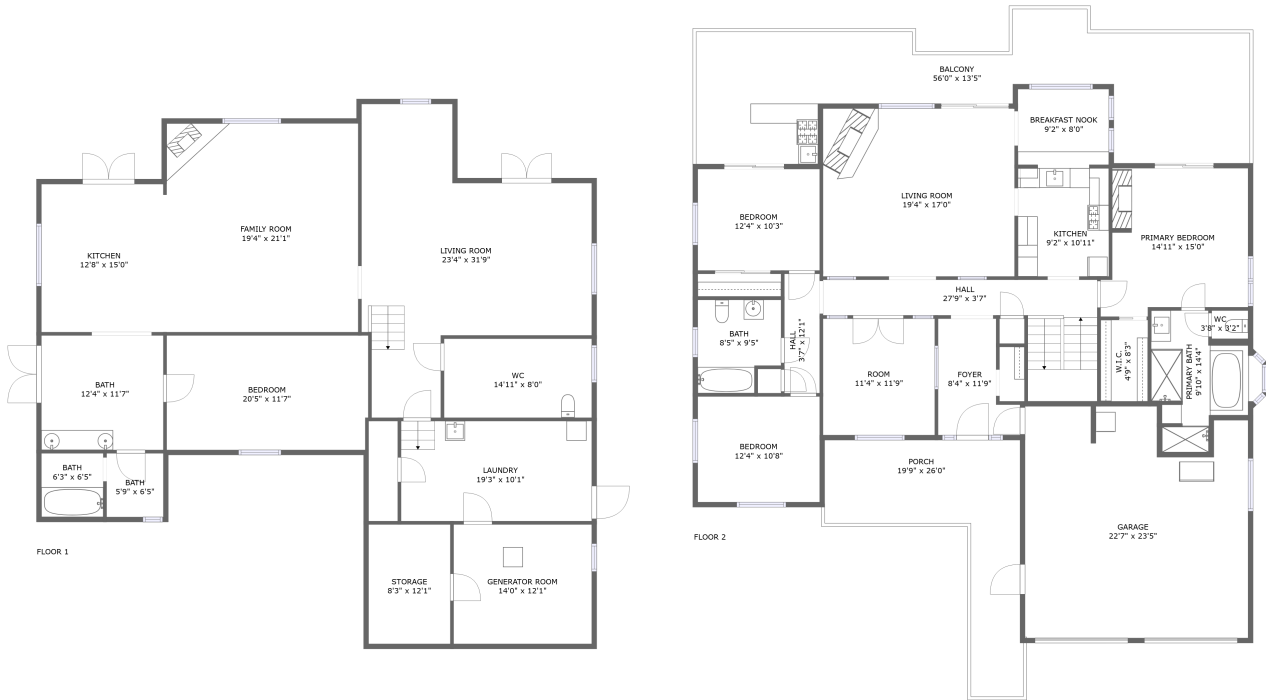 FAMILY ROOM
19'4" x 21'1"
KITCHEN
12'8" x 15'0"
LIVING ROOM
23'4" x 31'9"
BATH
12'4" x 11'7"
BEDROOM
20'5" x 11'7"
WC
14'11" x 8'0"
BATH
6'3" x 6'5"
BATH
5'9" x 6'5"
LAUNDRY
19'3" x 10'1"
STORAGE
8'3" x 12'1"
GENERATOR ROOM
14'0" x 12'1"
FLOOR 1
BALCONY
56'0" x 13'5"
BREAKFAST NOOK
9'2" x 8'0"
LIVING ROOM
19'4" x 17'0"
BEDROOM
12'4" x 10'3"
KITCHEN
9'2" x 10'11"
PRIMARY BEDROOM
14'11" x 15'0"
HALL
27'9" x 3'7"
BATH
8'5" x 9'5"
HALL
3'7" x 12'1"
ROOM
11'4" x 11'9"
FOYER
8'4" x 11'9"
W.I.C.
4'9" x 8'3"
WC
3'8" x 3'2"
PRIMARY BATH
9'10" x 14'4"
BEDROOM
12'4" x 10'8"
PORCH
19'9" x 26'0"
GARAGE
22'7" x 23'5"
FLOOR 2